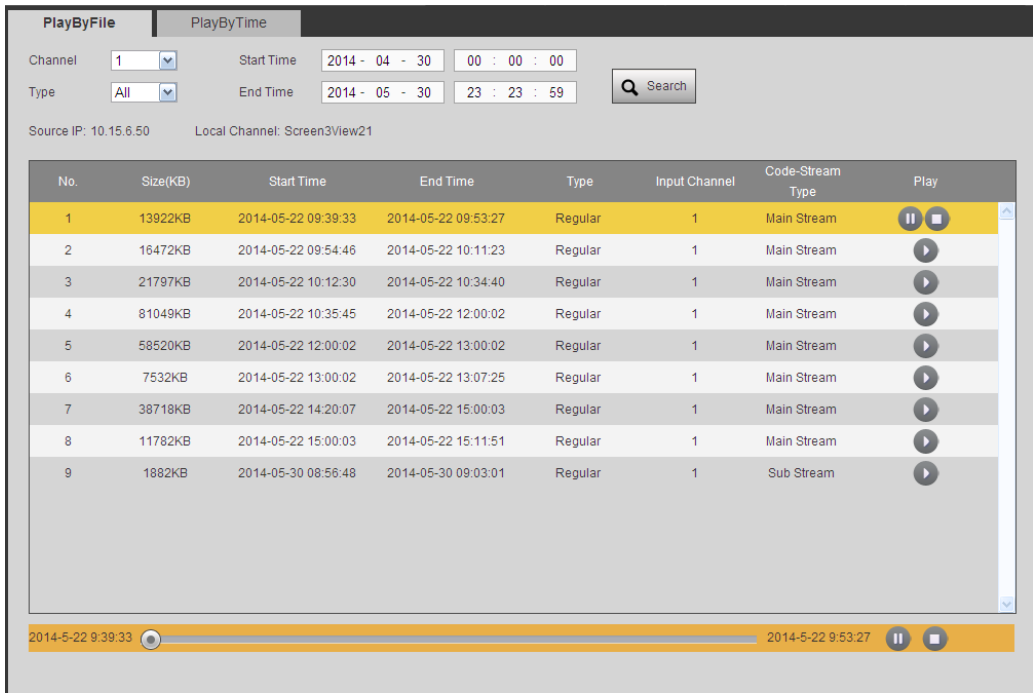 PlayByFile PlayByTime
Channel 1 Start Time 2014 - 04 - 30 00 : 00 : 00
Type All End Time 2014 - 05 - 30 23 : 23 : 59 Search
Source IP: 10.15.6.50 Local Channel: Screen3View21
No. Size(KB) Start Time End Time Type Input Channel Code-Stream Type Play
1 13922KB 2014-05-22 09:39:33 2014-05-22 09:53:27 Regular 1 Main Stream
2 16472KB 2014-05-22 09:54:46 2014-05-22 10:11:23 Regular 1 Main Stream
3 21797KB 2014-05-22 10:12:30 2014-05-22 10:34:40 Regular 1 Main Stream
4 81049KB 2014-05-22 10:35:45 2014-05-22 12:00:02 Regular 1 Main Stream
5 58520KB 2014-05-22 12:00:02 2014-05-22 13:00:02 Regular 1 Main Stream
6 7532KB 2014-05-22 13:00:02 2014-05-22 13:07:25 Regular 1 Main Stream
7 38718KB 2014-05-22 14:20:07 2014-05-22 15:00:03 Regular 1 Main Stream
8 11782KB 2014-05-22 15:00:03 2014-05-22 15:11:51 Regular 1 Main Stream
9 1882KB 2014-05-30 08:56:48 2014-05-30 09:03:01 Regular 1 Sub Stream
2014-5-22 9:39:33 2014-5-22 9:53:27